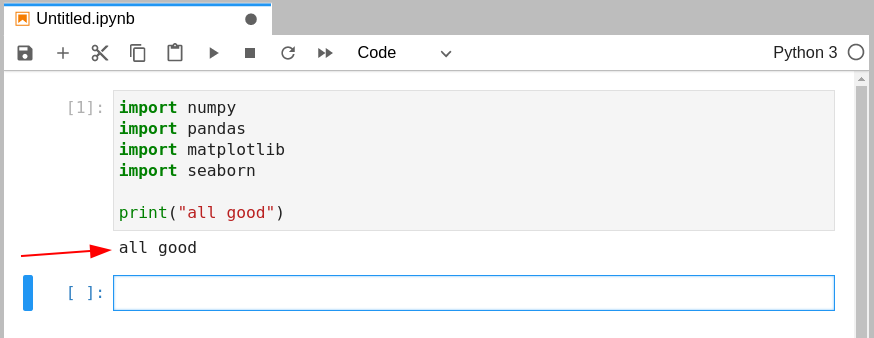 Untitled.ipynb
Code
Python 3
[1]:
import numpy
import pandas
import matplotlib
import seaborn
print("all good")
all good
[ ]: